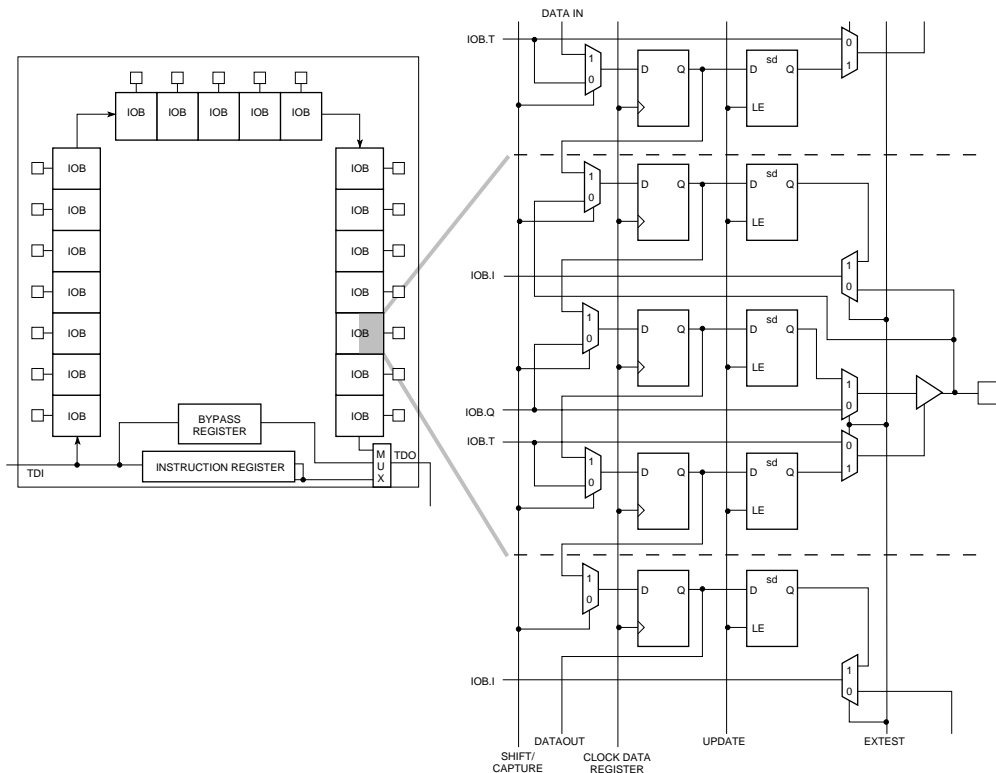 IOB IOB IOB IOB IOB
IOB
IOB
IOB
IOB
IOB
IOB
IOB
IOB
IOB
IOB
IOB
IOB
IOB
IOB
BYPASS
REGISTER
INSTRUCTION REGISTER
TDI
M
U
X
TDO
DATA IN
IOB.T
1
0
D Q
sd
D Q
LE
0
1
1
0
D Q
sd
D Q
LE
1
0
IOB.I
1
0
D Q
sd
D Q
LE
1
0
IOB.Q
IOB.T
0
1
1
0
D Q
sd
D Q
LE
1
0
D Q
sd
D Q
LE
1
0
IOB.I
SHIFT/
CAPTURE
DATAOUT
CLOCK DATA
REGISTER
UPDATE
EXTEST